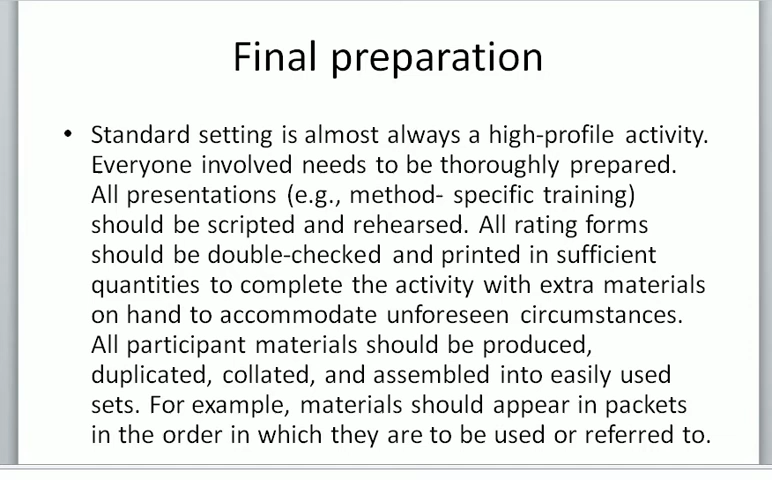 Final preparation
• Standard setting is almost always a high-profile activity.
Everyone involved needs to be thoroughly prepared.
All presentations (e.g., method- specific training)
should be scripted and rehearsed. All rating forms
should be double-checked and printed in sufficient
quantities to complete the activity with extra materials
on hand to accommodate unforeseen circumstances.
All participant materials should be produced,
duplicated, collated, and assembled into easily used
sets. For example, materials should appear in packets
in the order in which they are to be used or referred to.